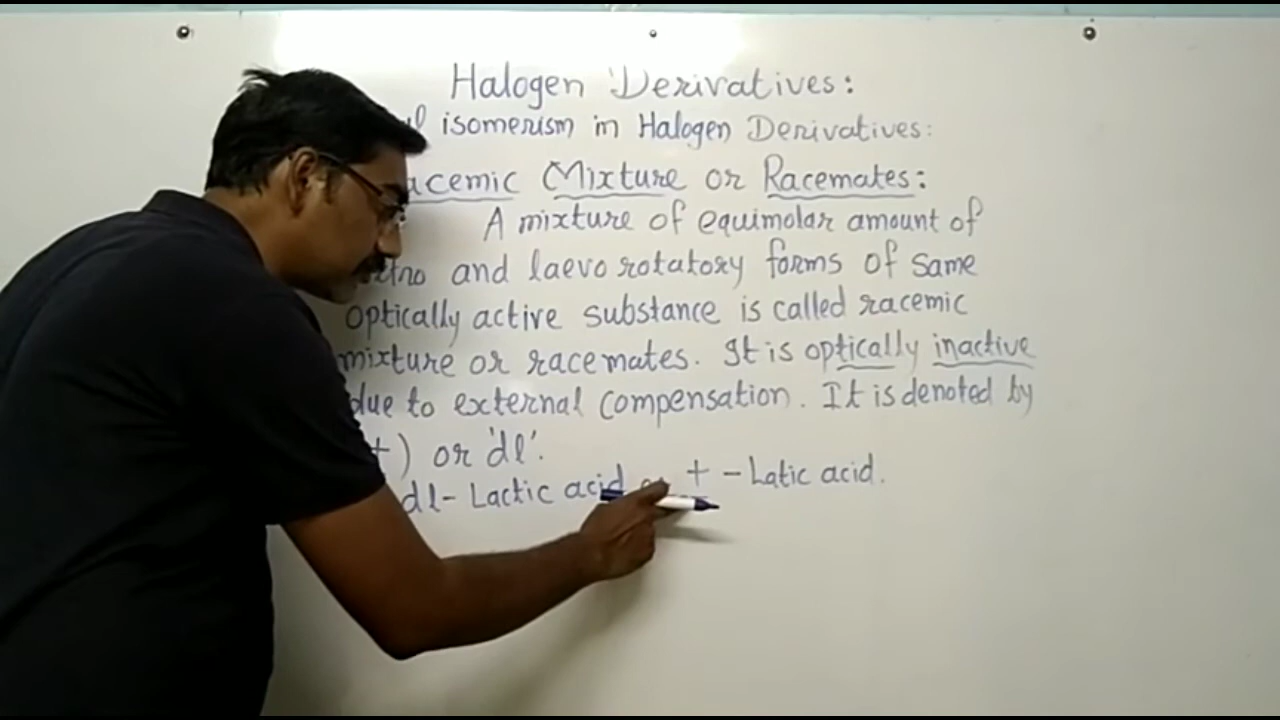 Halogen Derivatives:
isomerism in Halogen Derivatives:
acemic Mixture or Racemates:
A mixture of equimolar amount of
and laevo rotatory forms of same
optically active substance is called racemic
mixture or racemates. It is optically inactive
due to external compensation. It is denoted by
) or 'dl'.
dl- Lactic acid ± - Latic acid.